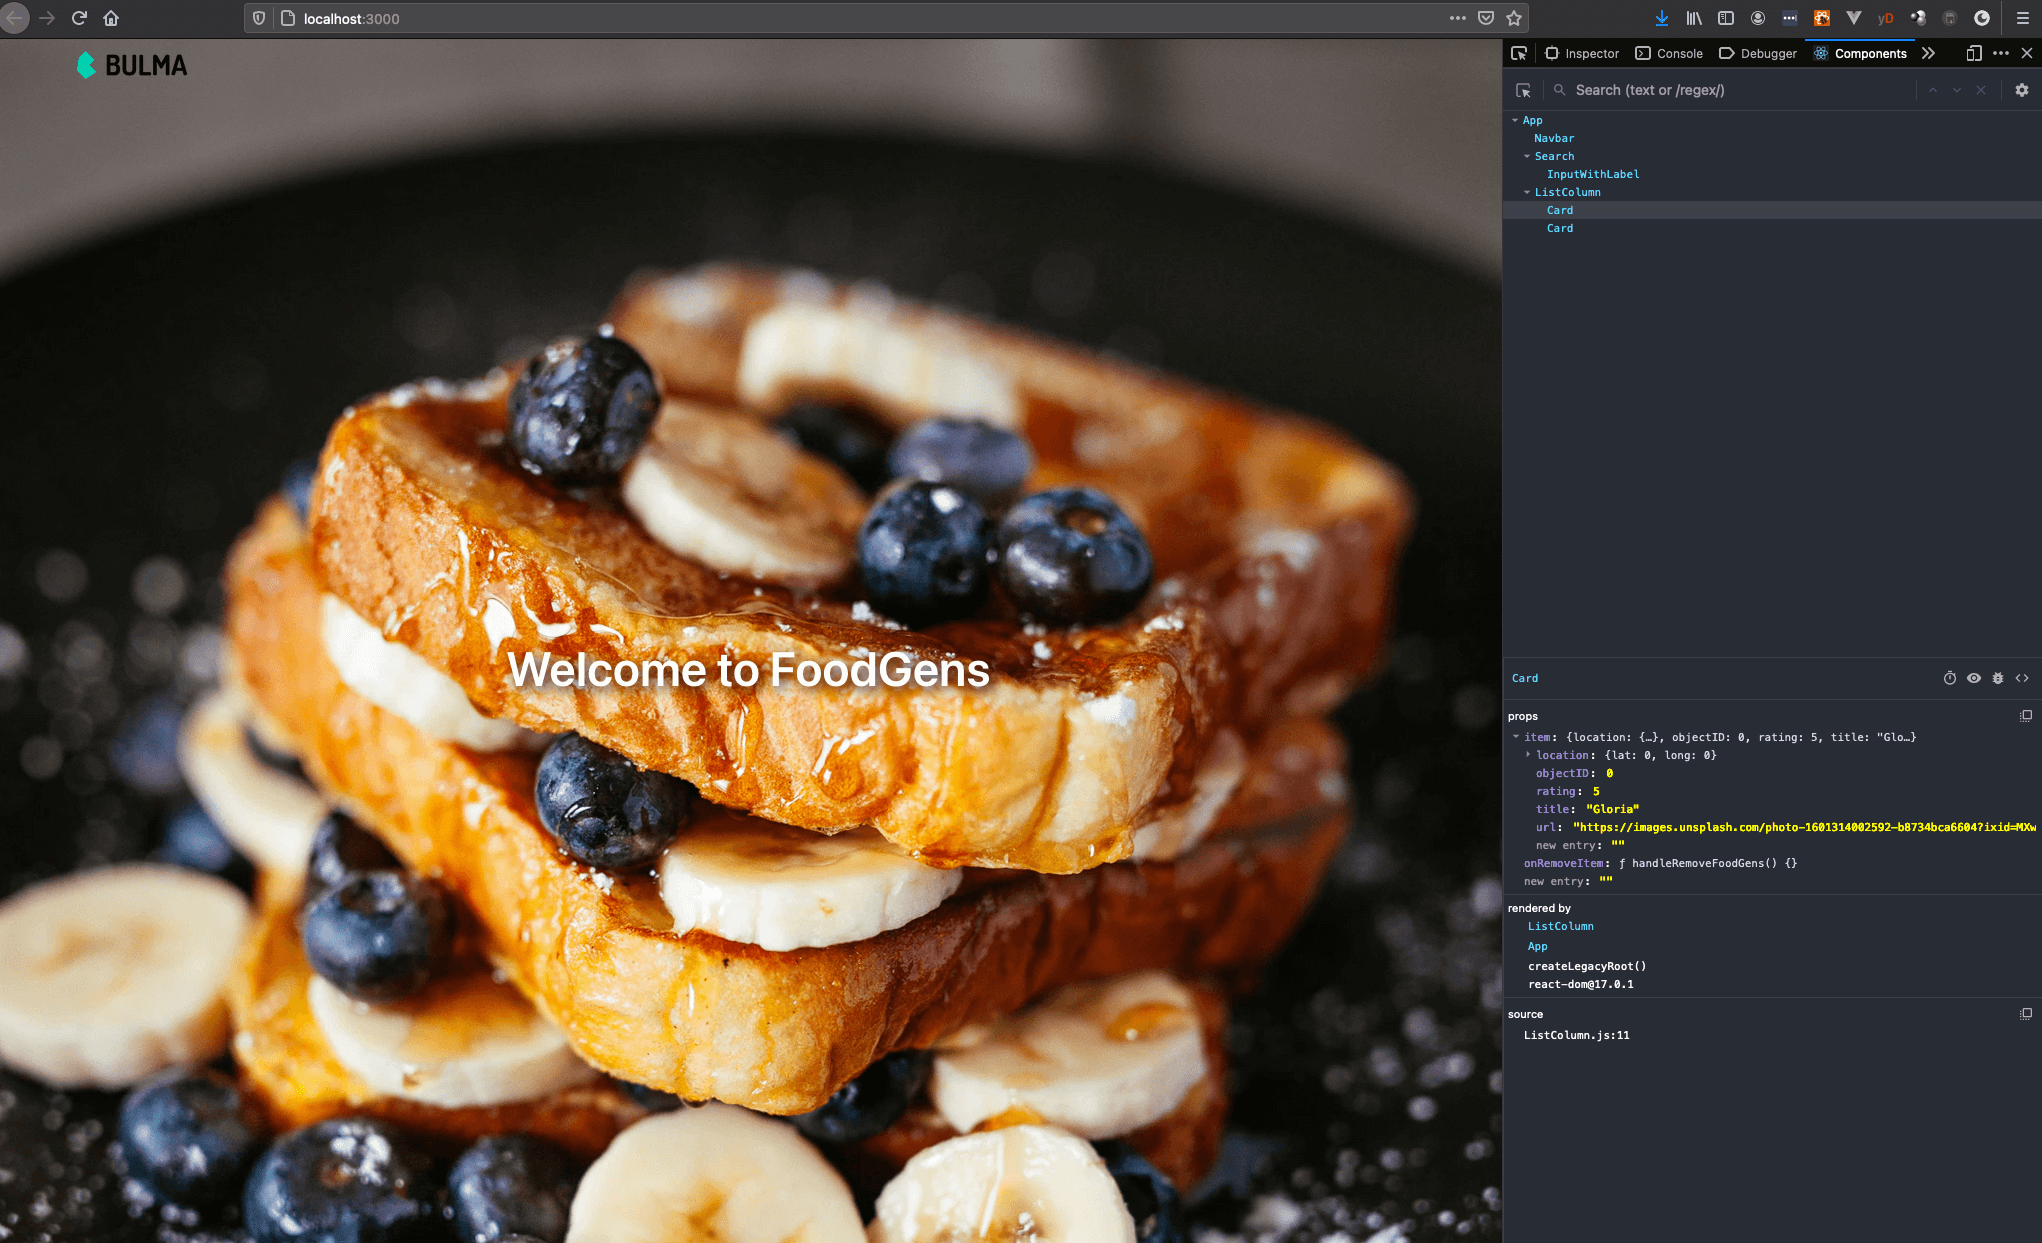 localhost:3000
BULMA
Welcome to FoodGens
Inspector
Console
Debugger
Components
Search (text or /regex/)
App
Navbar
Search
InputWithLabel
ListColumn
Card
Card
Card
props
item: {location: {…}, objectID: 0, rating: 5, title: "Glo…}
location: {lat: 0, long: 0}
objectID: 0
rating: 5
title: "Gloria"
url: "https://images.unsplash.com/photo-1601314002592-b8734bca6604?ixid=MXw
new entry: ""
onRemoveItem: ƒ handleRemoveFoodGens() {}
new entry: ""
rendered by
ListColumn
App
createLegacyRoot()
react-dom@17.0.1
source
ListColumn.js:11
yD